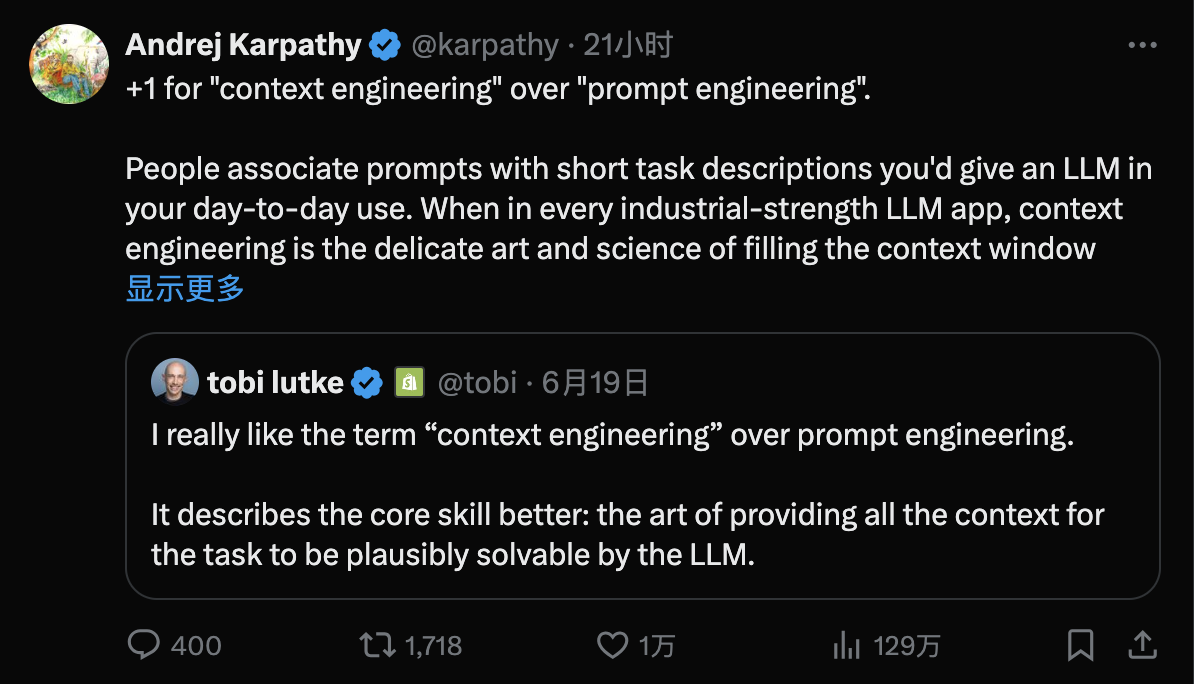 Andrej Karpathy @karpathy · 21小时
+1 for "context engineering" over "prompt engineering".
People associate prompts with short task descriptions you'd give an LLM in
your day-to-day use. When in every industrial-strength LLM app, context
engineering is the delicate art and science of filling the context window
显示更多
tobi lutke @tobi · 6月19日
I really like the term “context engineering” over prompt engineering.
It describes the core skill better: the art of providing all the context for
the task to be plausibly solvable by the LLM.
400 1,718 1万 129万